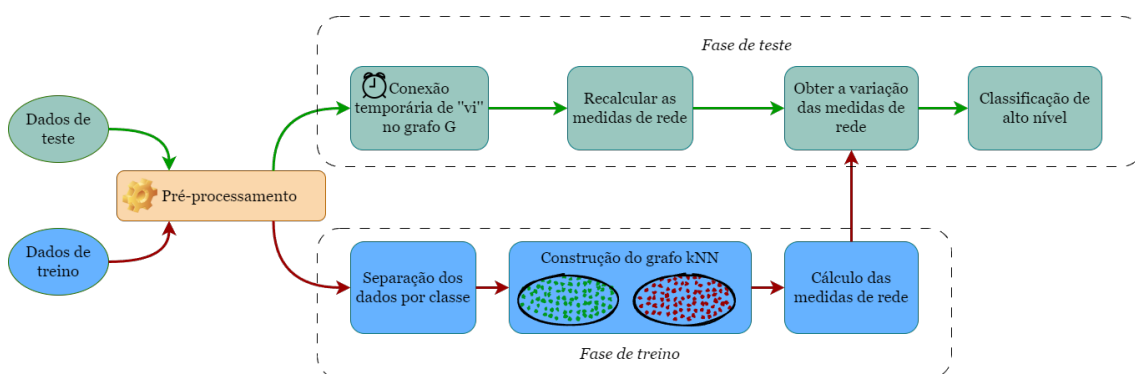 Fase de teste
Conexão
temporária de "vi"
no grafo G
Recalcular as
medidas de rede
Obter a variação
das medidas de
rede
Classificação de
alto nível
Dados de
teste
Pré-processamento
Dados de
treino
Separação dos
dados por classe
Construção do grafo kNN
Cálculo das
medidas de rede
Fase de treino